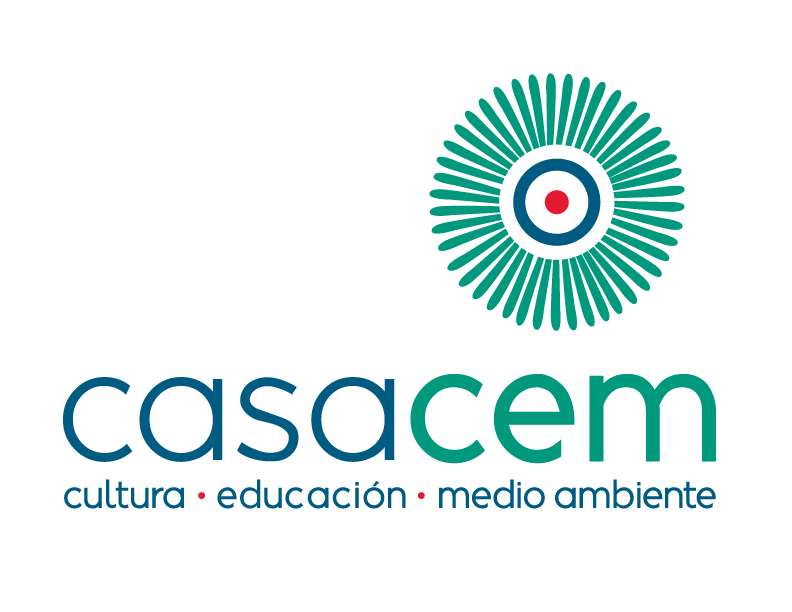 casacem
cultura • educación • medio ambiente